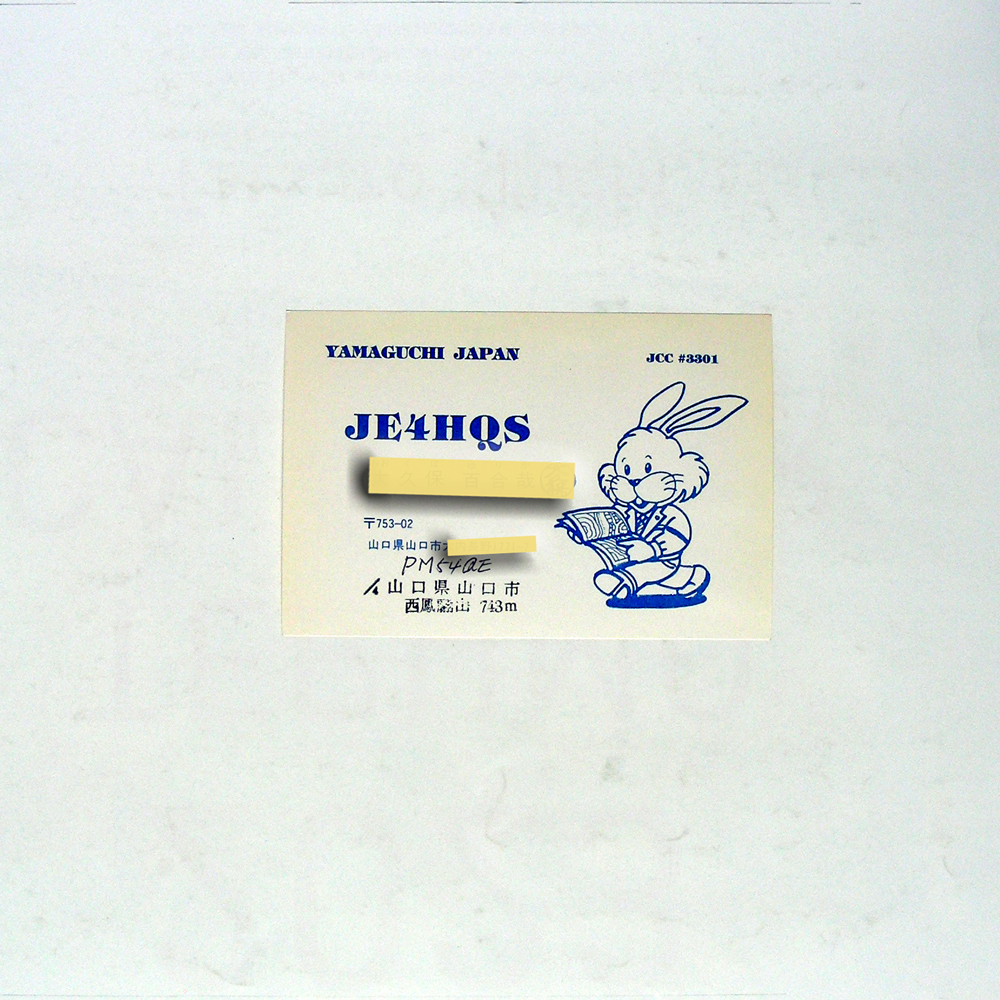 YAMAGUCHI JAPAN
JCC #3301
JE4HQS
〒753-02
山口県山口市
PM54QE
山口県山口市
西鳳翩山 743m